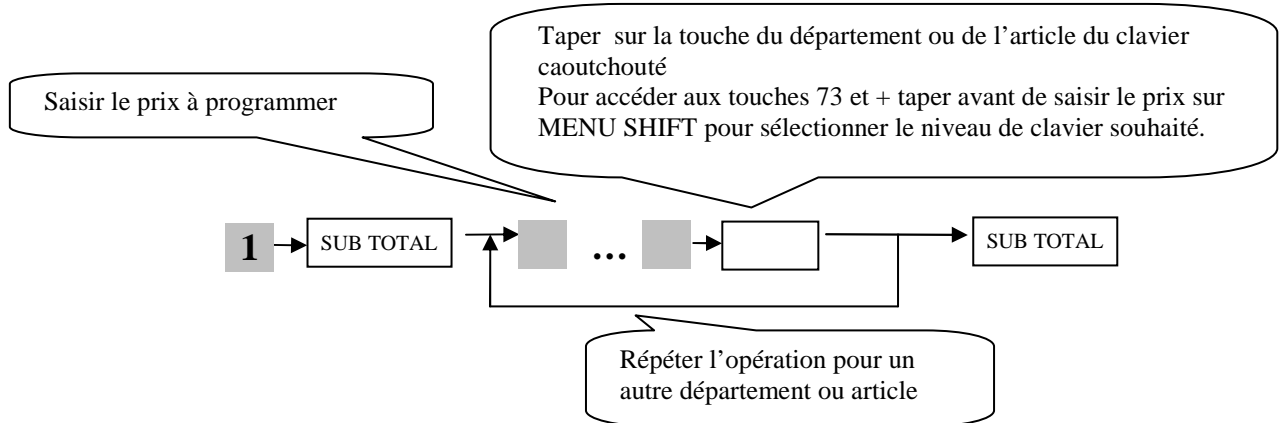 Taper sur la touche du département ou de l’article du clavier
caoutchouté
Pour accéder aux touches 73 et + taper avant de saisir le prix sur
MENU SHIFT pour sélectionner le niveau de clavier souhaité.
Saisir le prix à programmer
1 SUB TOTAL ... SUB TOTAL
Répéter l’opération pour un
autre département ou article